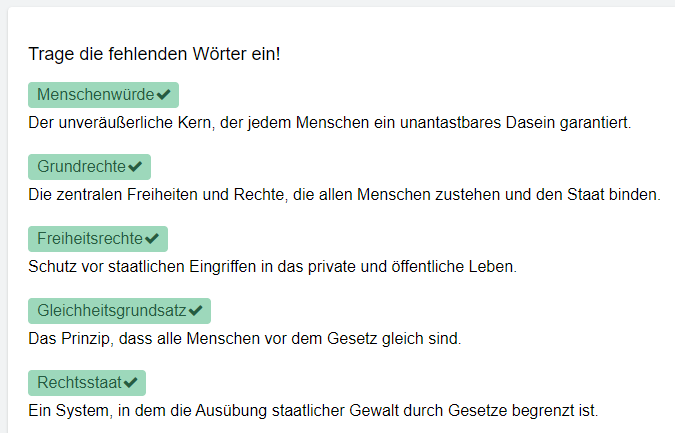 Trage die fehlenden Wörter ein!
Menschenwürde✔
Der unveräußerliche Kern, der jedem Menschen ein unantastbares Dasein garantiert.
Grundrechte✔
Die zentralen Freiheiten und Rechte, die allen Menschen zustehen und den Staat binden.
Freiheitsrechte✔
Schutz vor staatlichen Eingriffen in das private und öffentliche Leben.
Gleichheitsgrundsatz✔
Das Prinzip, dass alle Menschen vor dem Gesetz gleich sind.
Rechtsstaat✔
Ein System, in dem die Ausübung staatlicher Gewalt durch Gesetze begrenzt ist.